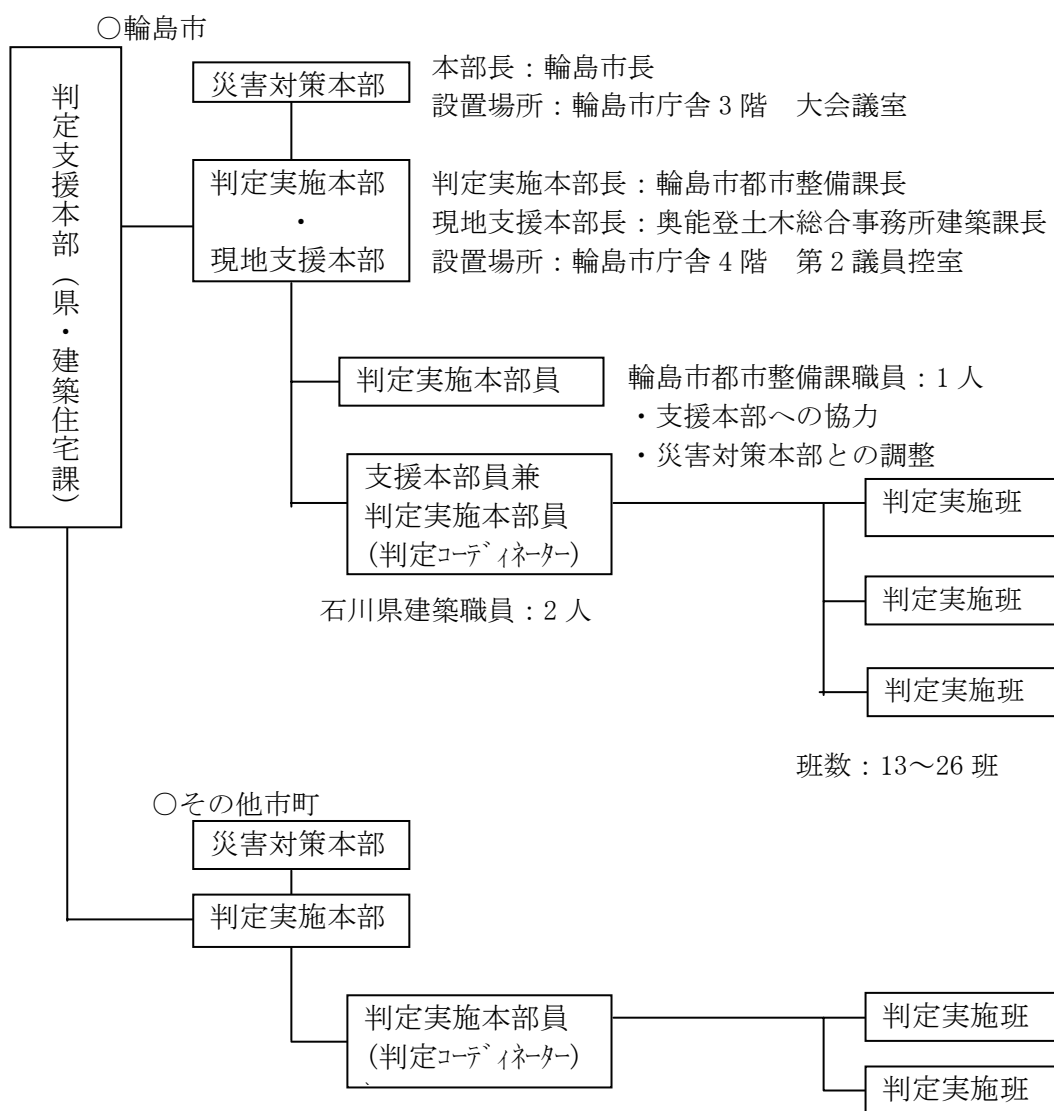 ○輪島市
判定支援本部(県・建築住宅課)
災害対策本部
本部長：輪島市長
設置場所：輪島市庁舎3階　大会議室
判定実施本部
・
現地支援本部
判定実施本部長：輪島市都市整備課長
現地支援本部長：奥能登土木総合事務所建築課長
設置場所：輪島市庁舎4階　第2議員控室
判定実施本部員
輪島市都市整備課職員：1人
・支援本部への協力
・災害対策本部との調整
支援本部員兼
判定実施本部員
(判定ｺｰﾃﾞｨﾈｰﾀｰ)
石川県建築職員：2人
判定実施班
判定実施班
判定実施班
班数：13～26班
○その他市町
災害対策本部
判定実施本部
判定実施本部員
(判定ｺｰﾃﾞｨﾈｰﾀｰ)
判定実施班
判定実施班